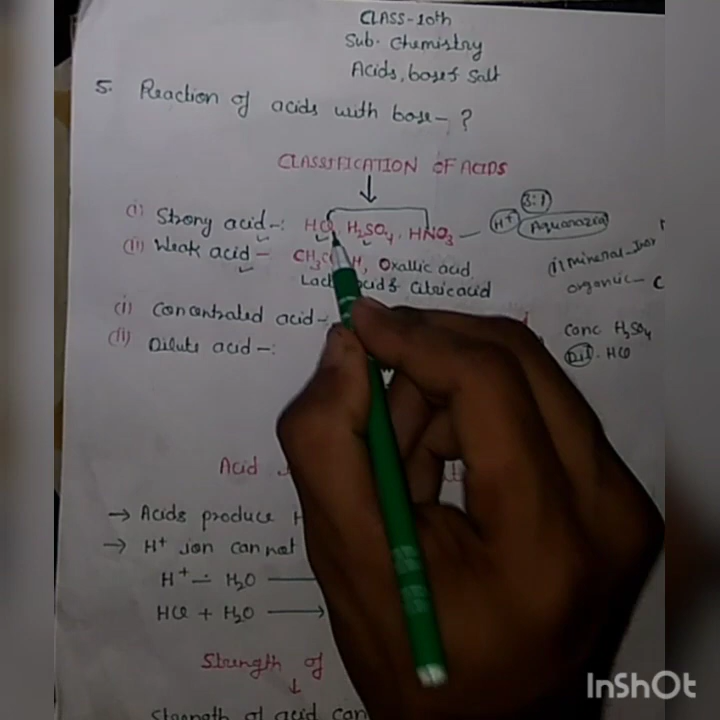 CLASS-10th
Sub. Chemistry
Acids, bases salt
5. Reaction of acids with base- ?
CLASSIFICATION OF ACIDS
(i) Strong acid-: HCl, H₂SO₄, HNO₃ - H⁺ 3:1
(ii) Weak acid - CH₃ H, Oxallic acid,
acid & Citric acid
(i) mineral-
organic-
(i) Concentrated acid-:
(ii) Dilute acid-:
Conc H₂SO₄
Dil. HCl
Acid
→ Acids produce
→ H⁺ ion cannot
H⁺ - H₂O →
HCl + H₂O →
Strength of
Strength of acid can
InShOt